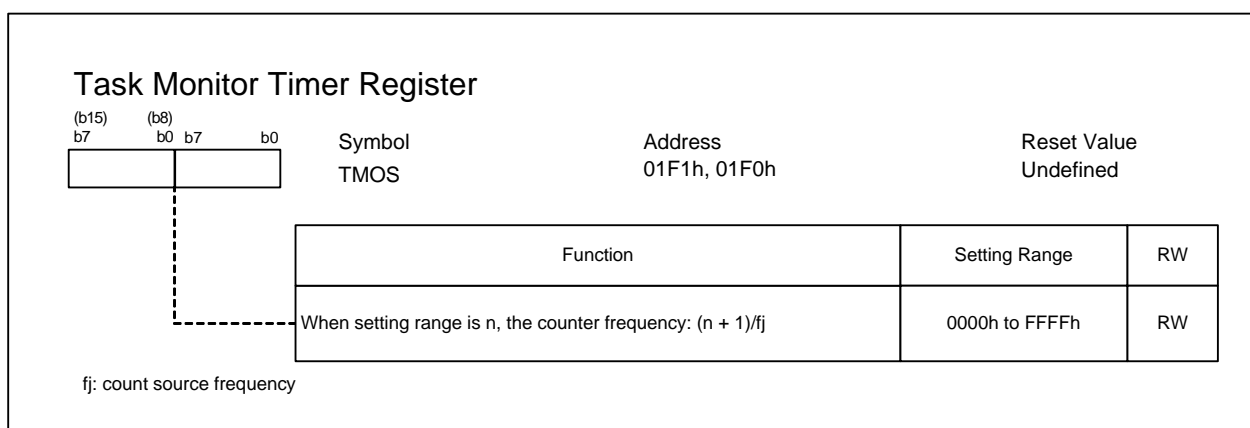 Task Monitor Timer Register
(b15) (b8)
b7 b0 b7 b0
Symbol Address Reset Value
TMOS 01F1h, 01F0h Undefined
Function Setting Range RW
When setting range is n, the counter frequency: (n + 1)/fj 0000h to FFFFh RW
fj: count source frequency